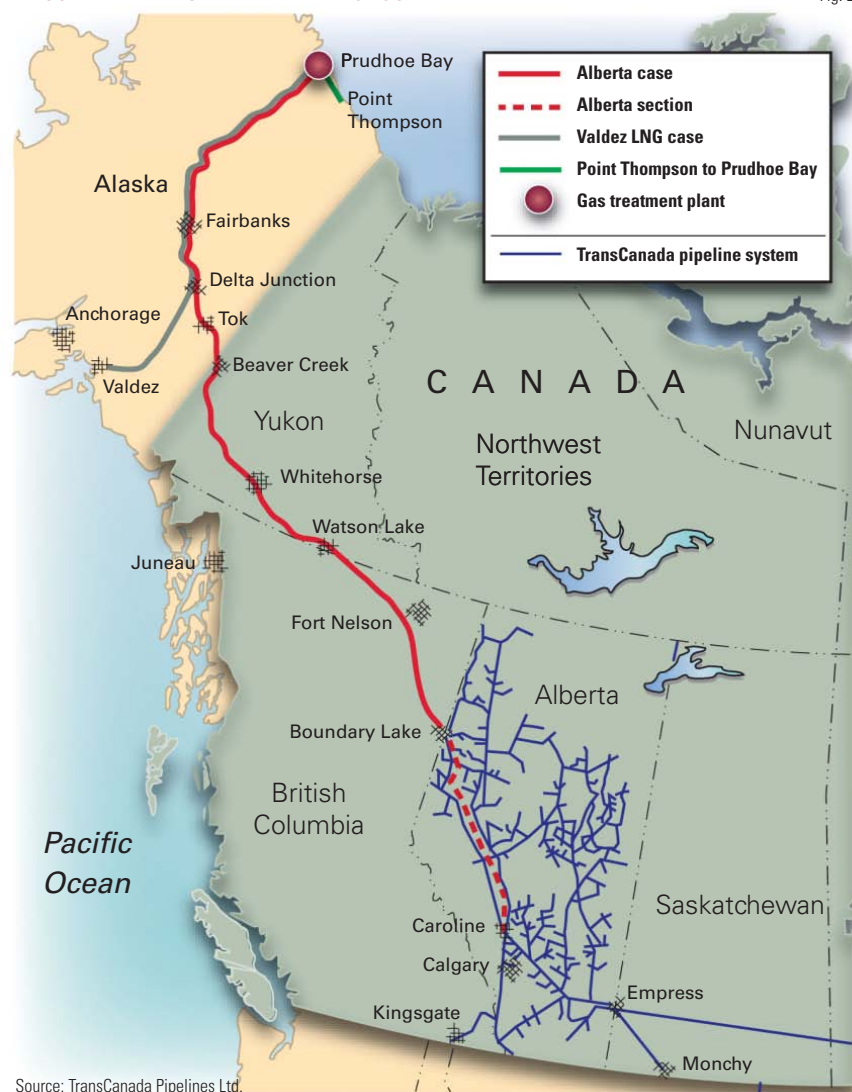 Prudhoe Bay
Point
Thompson
Alberta case
Alberta section
Valdez LNG case
Point Thompson to Prudhoe Bay
Gas treatment plant
TransCanada pipeline system
Alaska
Fairbanks
Delta Junction
Anchorage
Tok
Beaver Creek
Valdez
CANADA
Yukon
Nunavut
Northwest
Territories
Whitehorse
Watson Lake
Juneau
Fort Nelson
Alberta
Boundary Lake
British
Columbia
Pacific
Ocean
Saskatchewan
Caroline
Calgary
Empress
Kingsgate
Monchy
Source: TransCanada Pipelines Ltd.